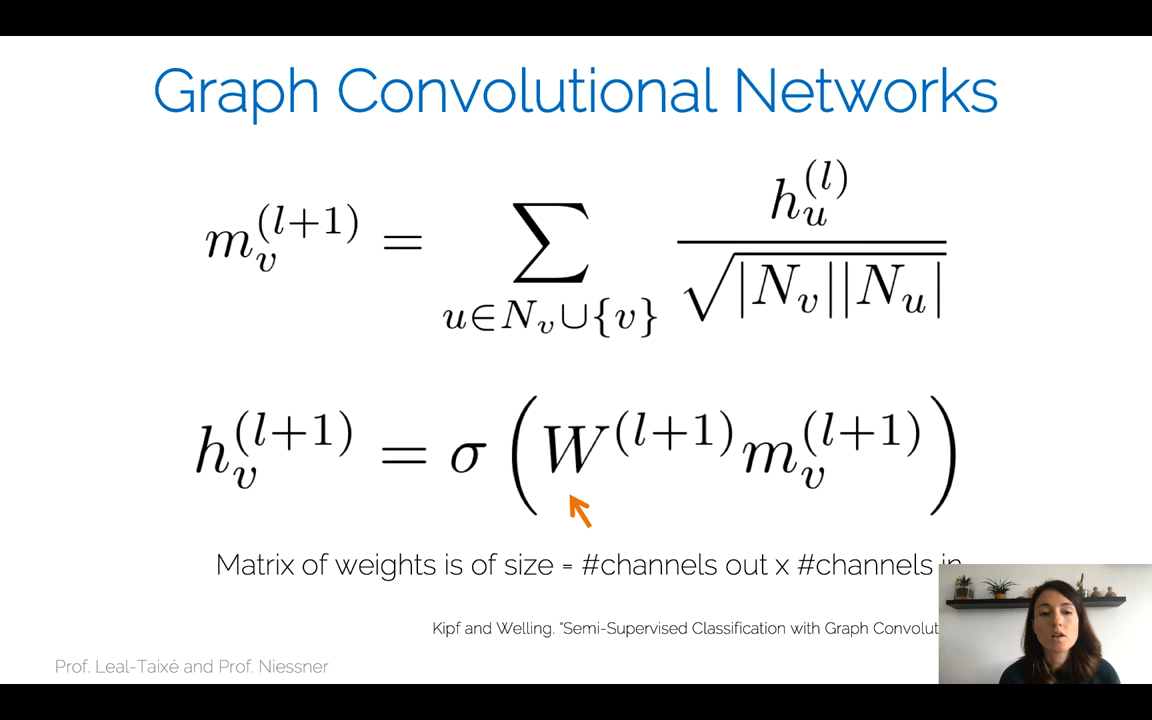 Graph Convolutional Networks
m_v^{(l+1)} = \sum_{u \in N_v \cup \{v\}} \frac{h_u^{(l)}}{\sqrt{|N_v||N_u|}}
h_v^{(l+1)} = \sigma \left( W^{(l+1)} m_v^{(l+1)} \right)
Matrix of weights is of size = #channels out x #channels in
Kipf and Welling. "Semi-Supervised Classification with Graph
Prof. Leal-Taixé and Prof. Niessner